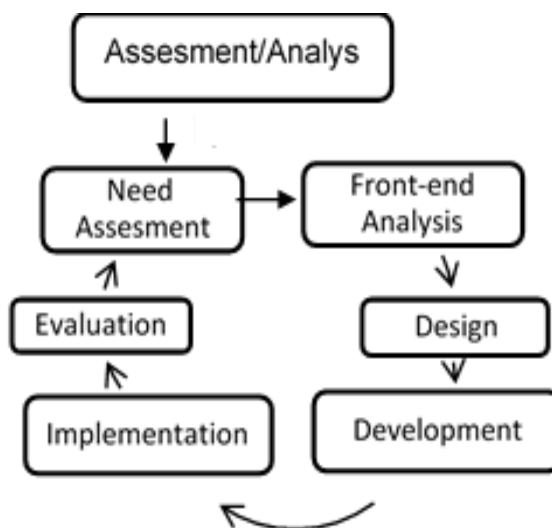 Assesment/Analys
Need
Assesment
Front-end
Analysis
Evaluation
Design
Implementation
Development